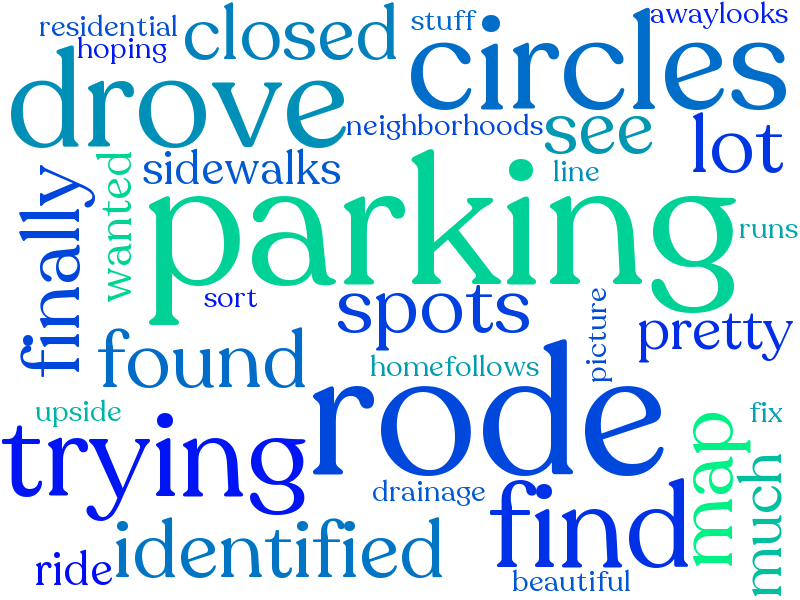 residential
hoping
closed
stuff
awaylooks
circles
drove
neighborhoods
see
lot
sidewalks
line
finally
wanted
parking
runs
sort
spots
picture
pretty
found
homefollows
rode
upside
trying
map
fix
much
drainage
find
identified
ride
beautiful